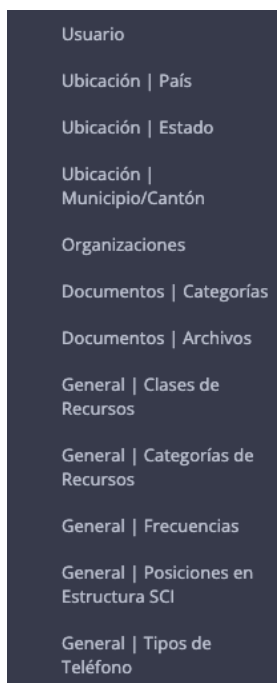 Usuario
Ubicación | País
Ubicación | Estado
Ubicación |
Municipio/Cantón
Organizaciones
Documentos | Categorías
Documentos | Archivos
General | Clases de
Recursos
General | Categorías de
Recursos
General | Frecuencias
General | Posiciones en
Estructura SCI
General | Tipos de
Teléfono